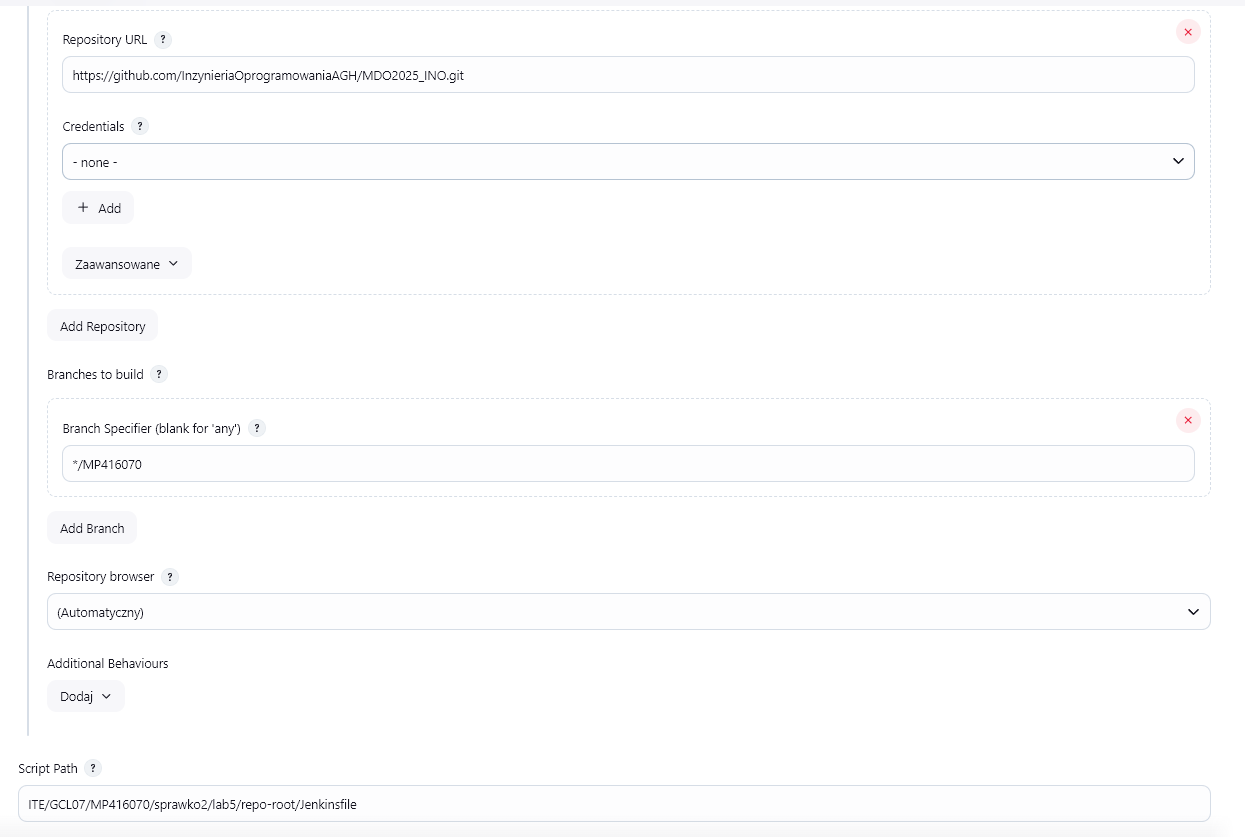 Repository URL ?
https://github.com/InzynieriaOprogramowaniaAGH/MDO2025_INO.git
Credentials ?
- none -
+ Add
Zaawansowane
Add Repository
Branches to build ?
Branch Specifier (blank for 'any') ?
*/MP416070
Add Branch
Repository browser ?
(Automatyczny)
Additional Behaviours
Dodaj
Script Path ?
ITE/GCL07/MP416070/sprawko2/lab5/repo-root/Jenkinsfile